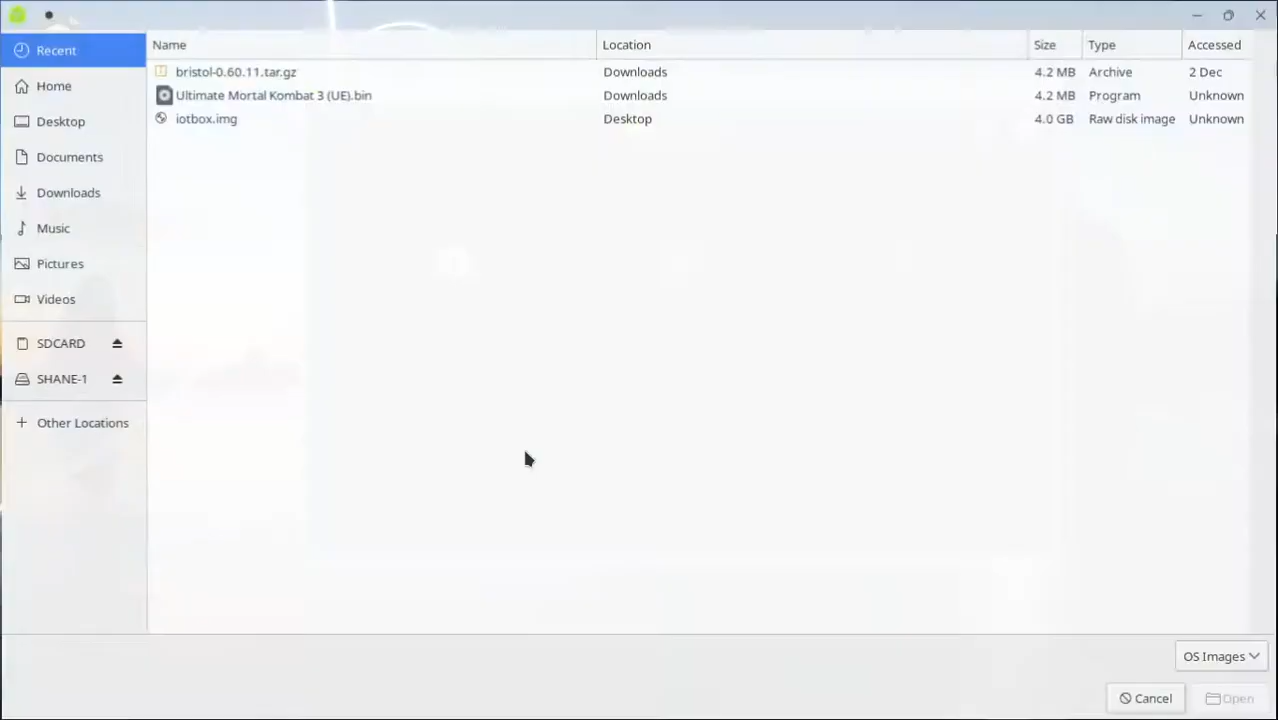 Recent
Home
Desktop
Documents
Downloads
Music
Pictures
Videos
SDCARD
SHANE-1
Other Locations
Name Location Size Type Accessed
bristol-0.60.11.tar.gz Downloads 4.2 MB Archive 2 Dec
Ultimate Mortal Kombat 3 (UE).bin Downloads 4.2 MB Program Unknown
iotbox.img Desktop 4.0 GB Raw disk image Unknown
OS Images
Cancel Open